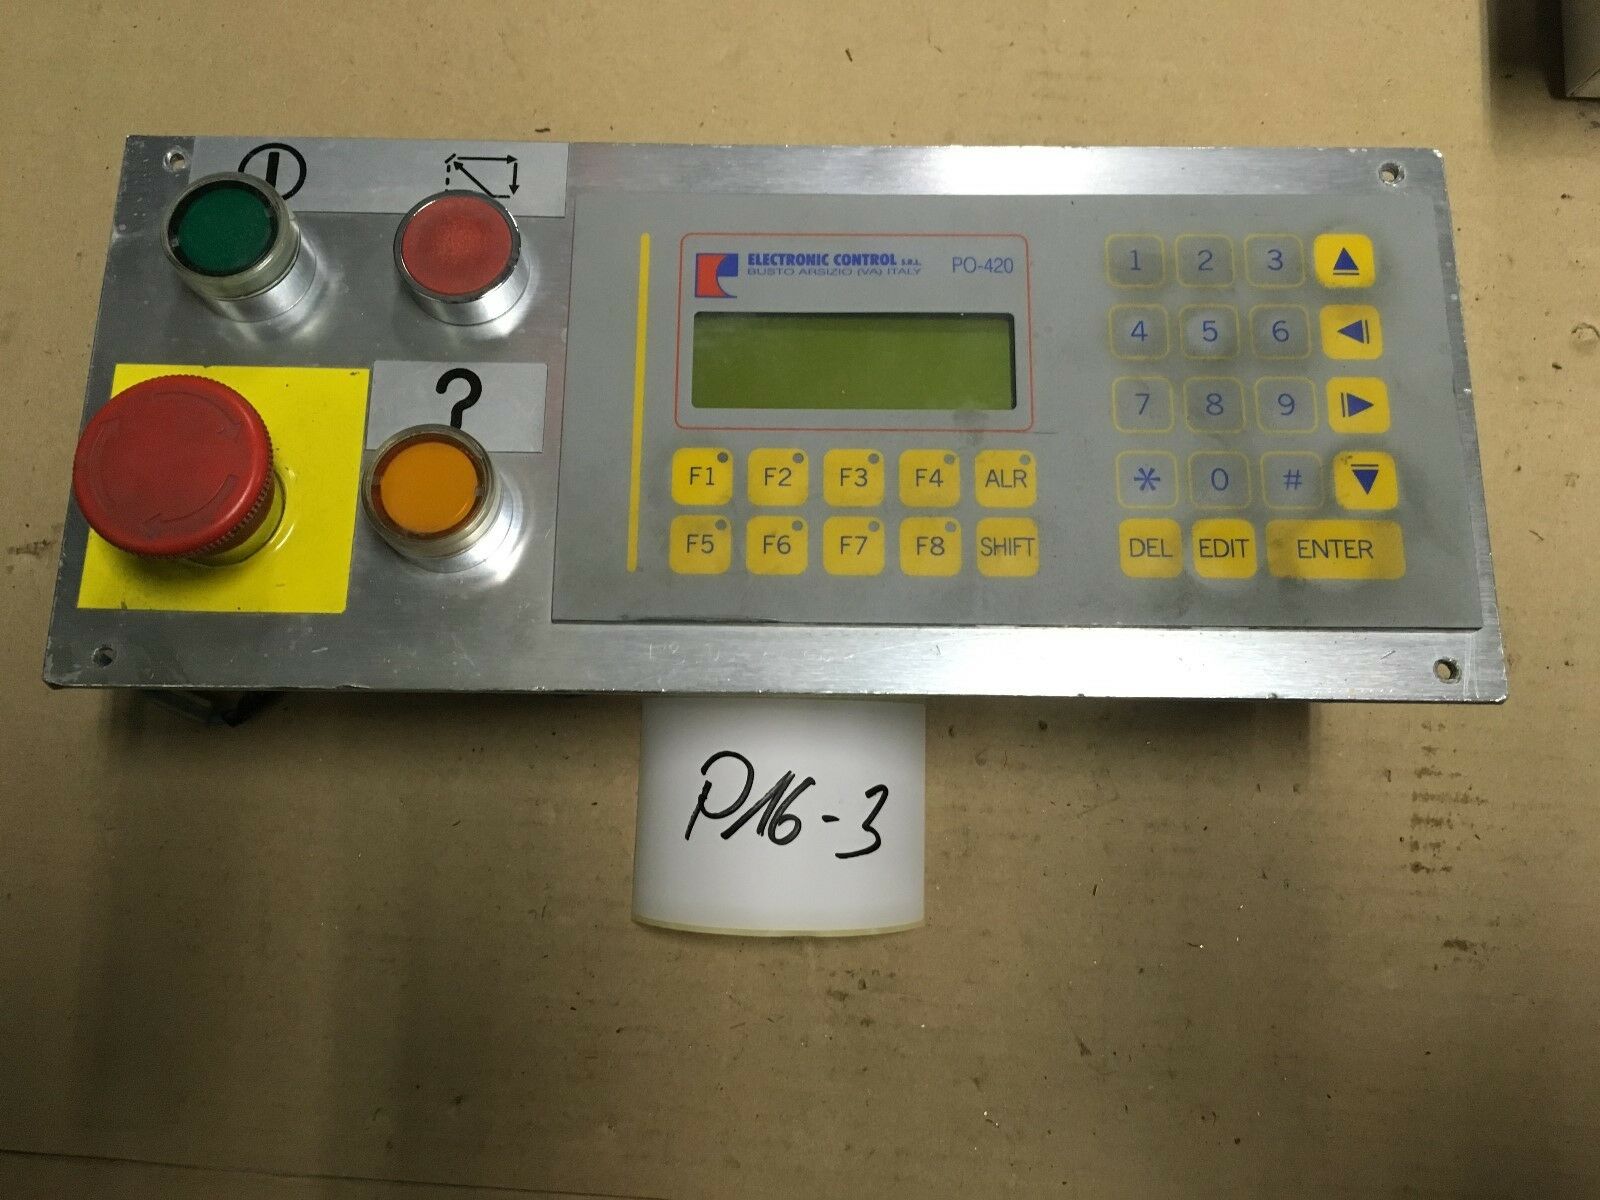 ELECTRONIC CONTROL S.R.L.
BUSTO ARSIZIO (VA) ITALY
PO-420
1 2 3
4 5 6
7 8 9
* 0 #
F1 F2 F3 F4 ALR
F5 F6 F7 F8 SHIFT
DEL EDIT ENTER
?
P16-3